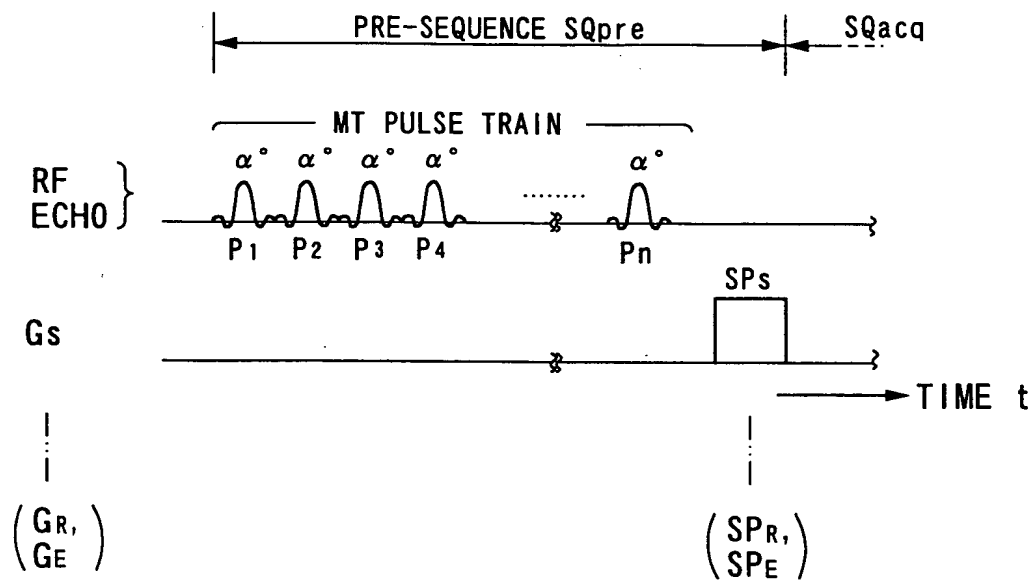 PRE-SEQUENCE SQpre
SQacq
MT PULSE TRAIN
α° α° α° α° α°
RF
ECHO
P1 P2 P3 P4 Pn
SPs
Gs
TIME t
(GR,
GE)
(SPR,
SPE)